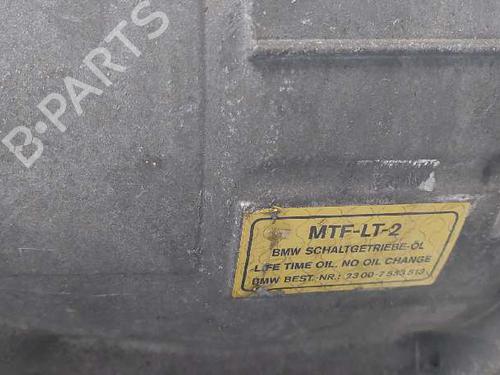 B-PARTS
MTF-LT-2
BMW SCHALTGETRIEBE-ÖL
LIFE TIME OIL, NO OIL CHANGE
BMW BEST.-NR.: 23 00-7 533 513